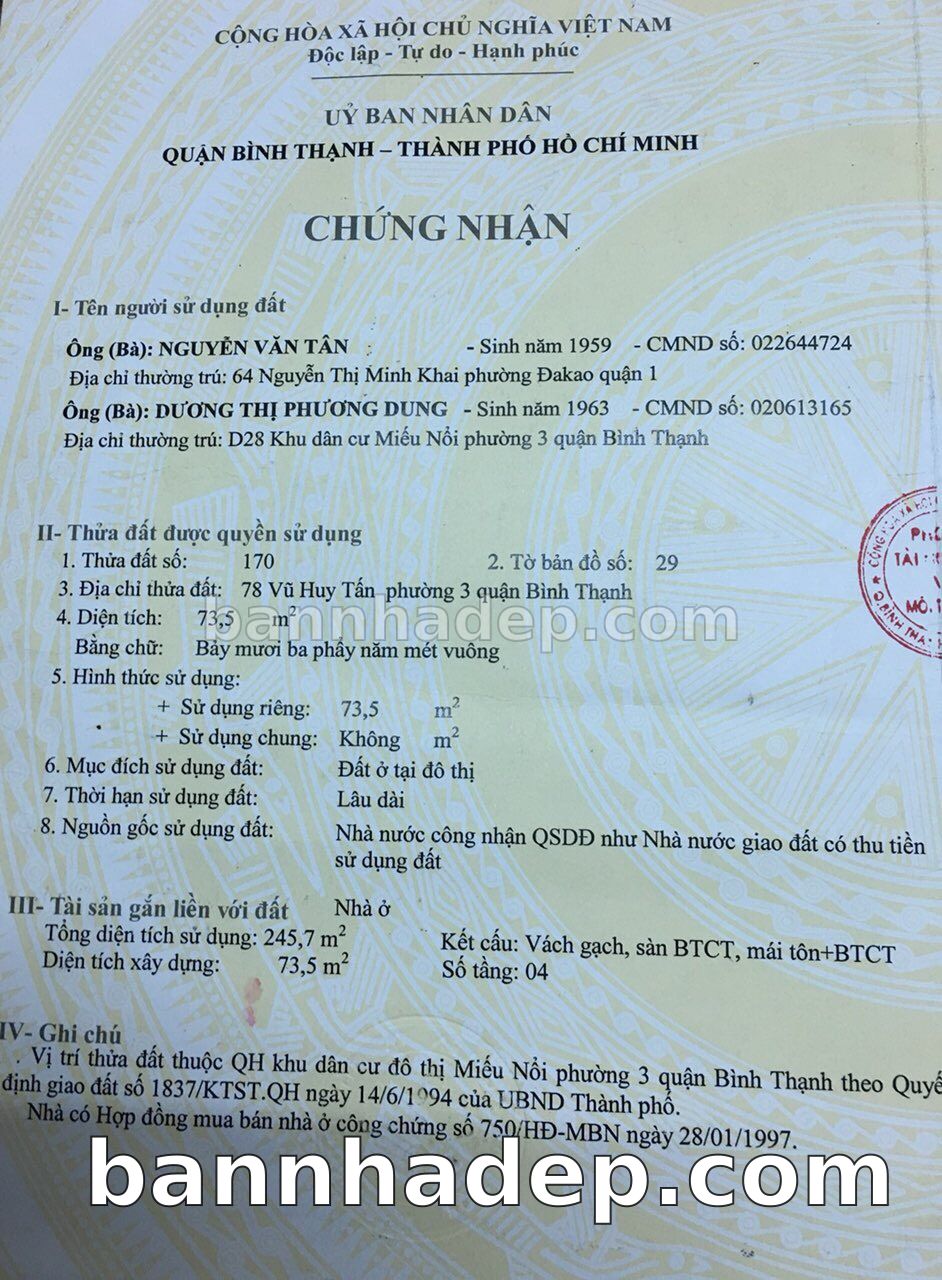 CỘNG HÒA XÃ HỘI CHỦ NGHĨA VIỆT NAM
Độc lập - Tự do - Hạnh phúc
UỶ BAN NHÂN DÂN
QUẬN BÌNH THẠNH – THÀNH PHỐ HỒ CHÍ MINH
CHỨNG NHẬN
I- Tên người sử dụng đất
Ông (Bà): NGUYỄN VĂN TÂN - Sinh năm 1959 - CMND số: 022644724
Địa chỉ thường trú: 64 Nguyễn Thị Minh Khai phường Đakao quận 1
Ông (Bà): DƯƠNG THỊ PHƯƠNG DUNG - Sinh năm 1963 - CMND số: 020613165
Địa chỉ thường trú: D28 Khu dân cư Miếu Nổi phường 3 quận Bình Thạnh
II- Thửa đất được quyền sử dụng
1. Thửa đất số: 170 2. Tờ bản đồ số: 29
3. Địa chỉ thửa đất: 78 Vũ Huy Tấn phường 3 quận Bình Thạnh
4. Diện tích: 73,5 m²
bannhadep.com
Bằng chữ: Bảy mươi ba phẩy năm mét vuông
5. Hình thức sử dụng:
+ Sử dụng riêng: 73,5 m²
+ Sử dụng chung: Không m²
6. Mục đích sử dụng đất: Đất ở tại đô thị
7. Thời hạn sử dụng đất: Lâu dài
8. Nguồn gốc sử dụng đất: Nhà nước công nhận QSDĐ như Nhà nước giao đất có thu tiền
sử dụng đất
III- Tài sản gắn liền với đất Nhà ở
Tổng diện tích sử dụng: 245,7 m² Kết cấu: Vách gạch, sàn BTCT, mái tôn+BTCT
Diện tích xây dựng: 73,5 m² Số tầng: 04
IV- Ghi chú
. Vị trí thửa đất thuộc QH khu dân cư đô thị Miếu Nổi phường 3 quận Bình Thạnh theo Quyế
định giao đất số 1837/KTST.QH ngày 14/6/1994 của UBND Thành phố.
Nhà có Hợp đồng mua bán nhà ở công chứng số 750/HĐ-MBN ngày 28/01/1997.
bannhadep.com